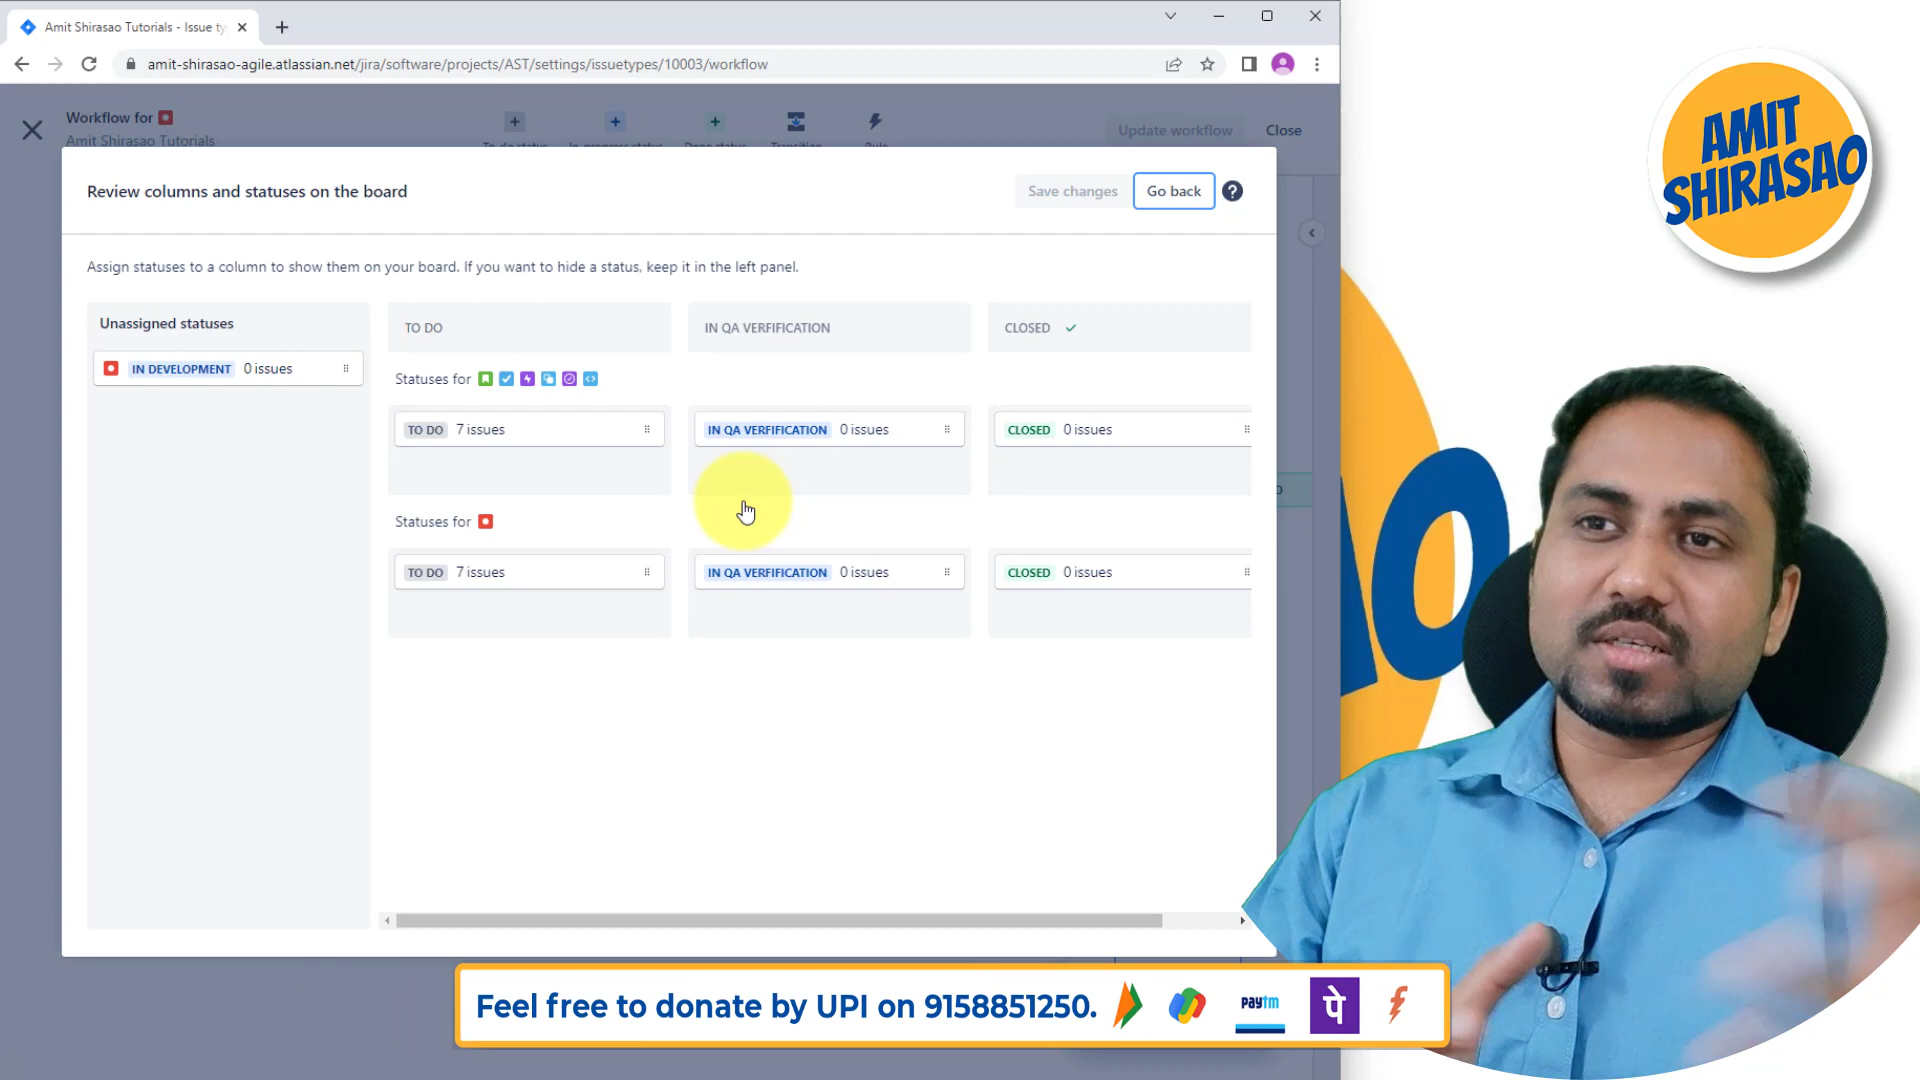 Amit Shirasao Tutorials - Issue ty
amit-shirasao-agile.atlassian.net/jira/software/projects/AST/settings/issuetypes/10003/workflow
Workflow for
Amit Shirasao Tutorials
To-do status
In-progress status
Done status
Transition
Rule
Update workflow
Close
Review columns and statuses on the board
Save changes
Go back
Assign statuses to a column to show them on your board. If you want to hide a status, keep it in the left panel.
Unassigned statuses
IN DEVELOPMENT 0 issues
TO DO
IN QA VERFIFICATION
CLOSED
Statuses for
TO DO 7 issues
IN QA VERFIFICATION 0 issues
CLOSED 0 issues
Statuses for
TO DO 7 issues
IN QA VERFIFICATION 0 issues
CLOSED 0 issues
AMIT
SHIRASAO
Feel free to donate by UPI on 9158851250.
paytm
पे